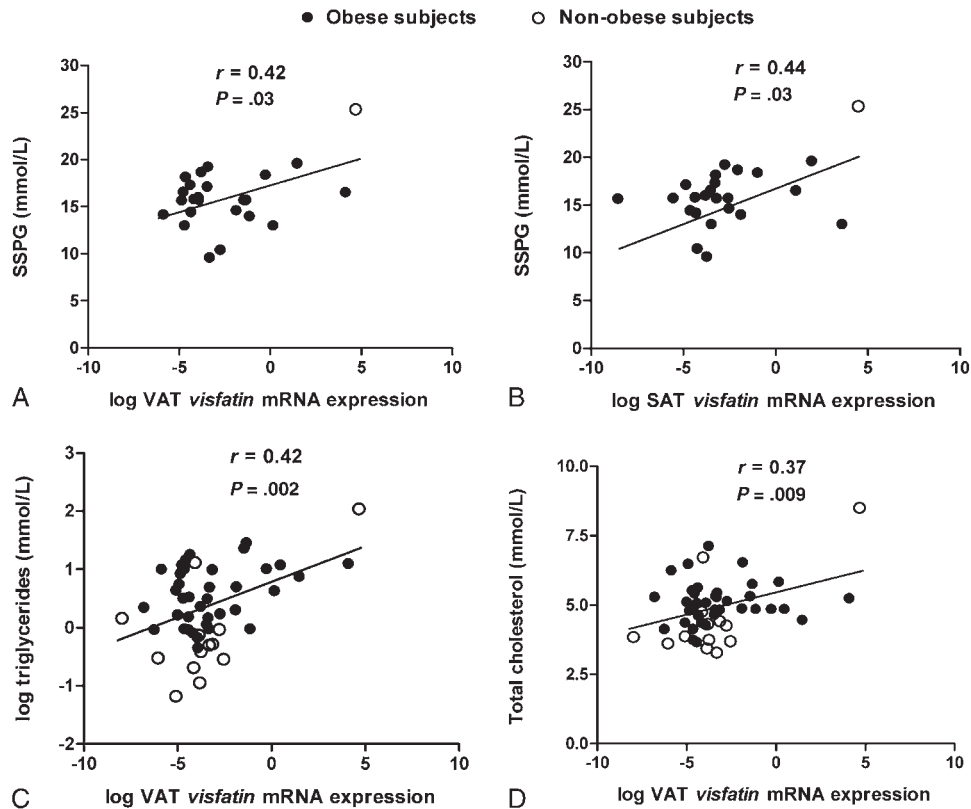 ● Obese subjects ○ Non-obese subjects
r = 0.42
P = .03
30
25
20
15
10
5
0
SSPG (mmol/L)
-10 -5 0 5 10
A log VAT visfatin mRNA expression
r = 0.44
P = .03
30
25
20
15
10
5
0
SSPG (mmol/L)
-10 -5 0 5 10
B log SAT visfatin mRNA expression
r = 0.42
P = .002
3
2
1
0
-1
-2
log triglycerides (mmol/L)
-10 -5 0 5 10
C log VAT visfatin mRNA expression
r = 0.37
P = .009
10.0
7.5
5.0
2.5
0.0
Total cholesterol (mmol/L)
-10 -5 0 5 10
D log VAT visfatin mRNA expression